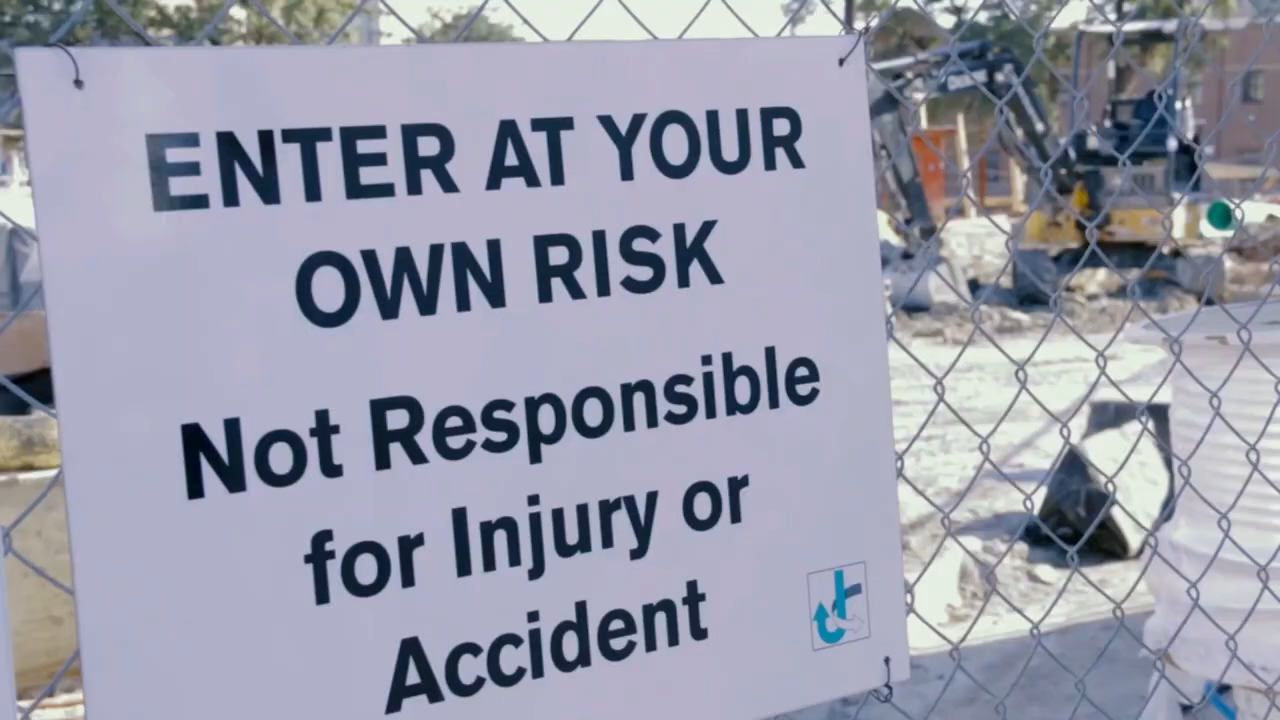 ENTER AT YOUR
OWN RISK
Not Responsible
for Injury or
Accident